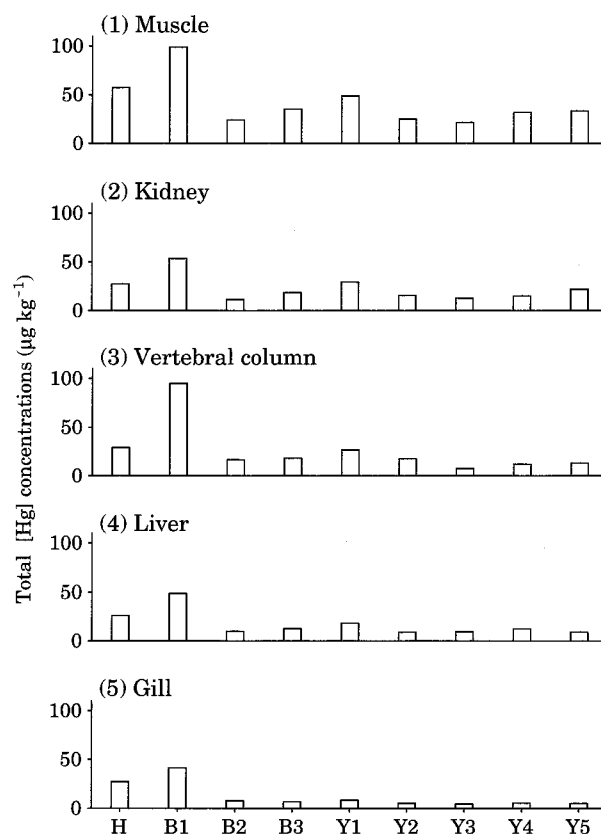 (1) Muscle
100
50
0
(2) Kidney
100
50
0
(3) Vertebral column
100
50
0
(4) Liver
100
50
0
(5) Gill
100
50
0
H B1 B2 B3 Y1 Y2 Y3 Y4 Y5
Total [Hg] concentrations (µg kg⁻¹)